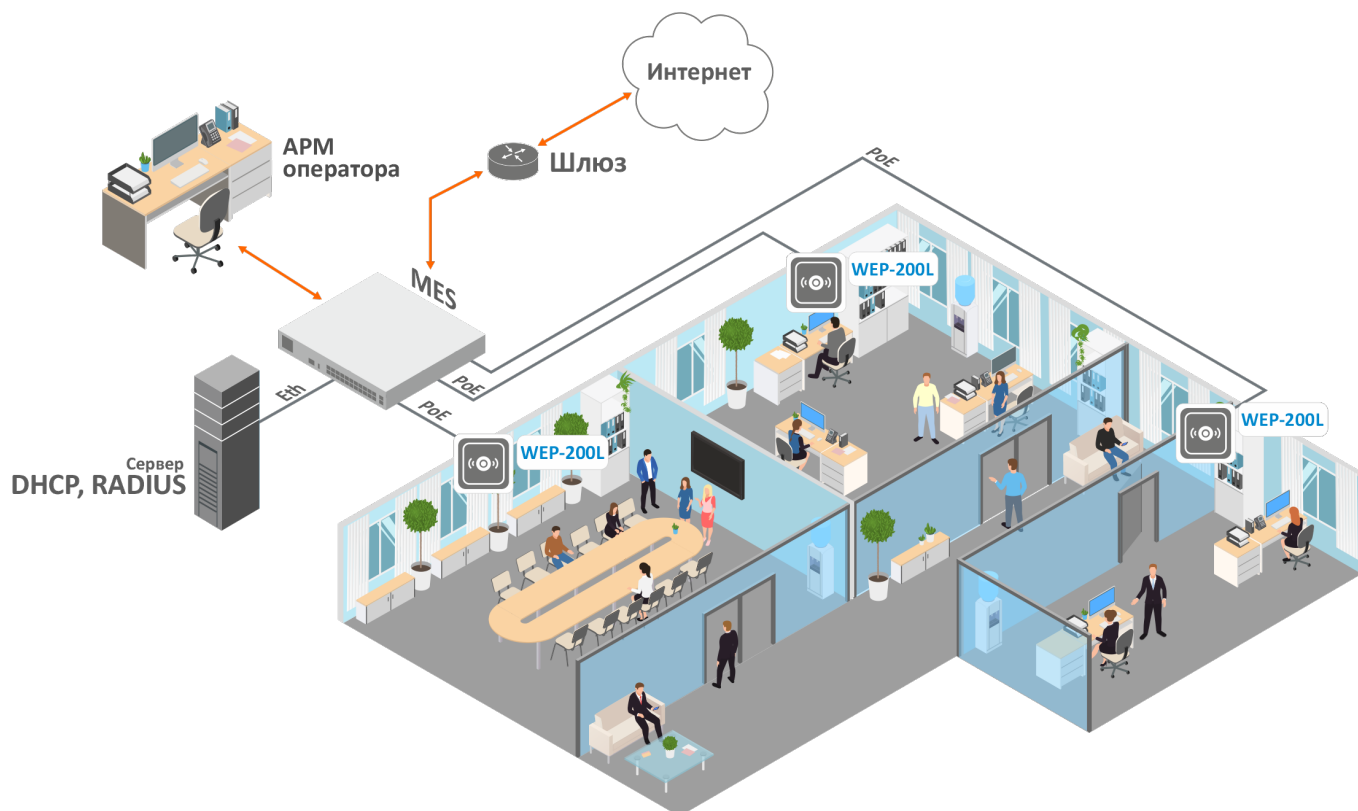 Интернет
АРМ
оператора
Шлюз
PoE
MES
WEP-200L
Eth
PoE
PoE
WEP-200L
WEP-200L
Сервер
DHCP, RADIUS